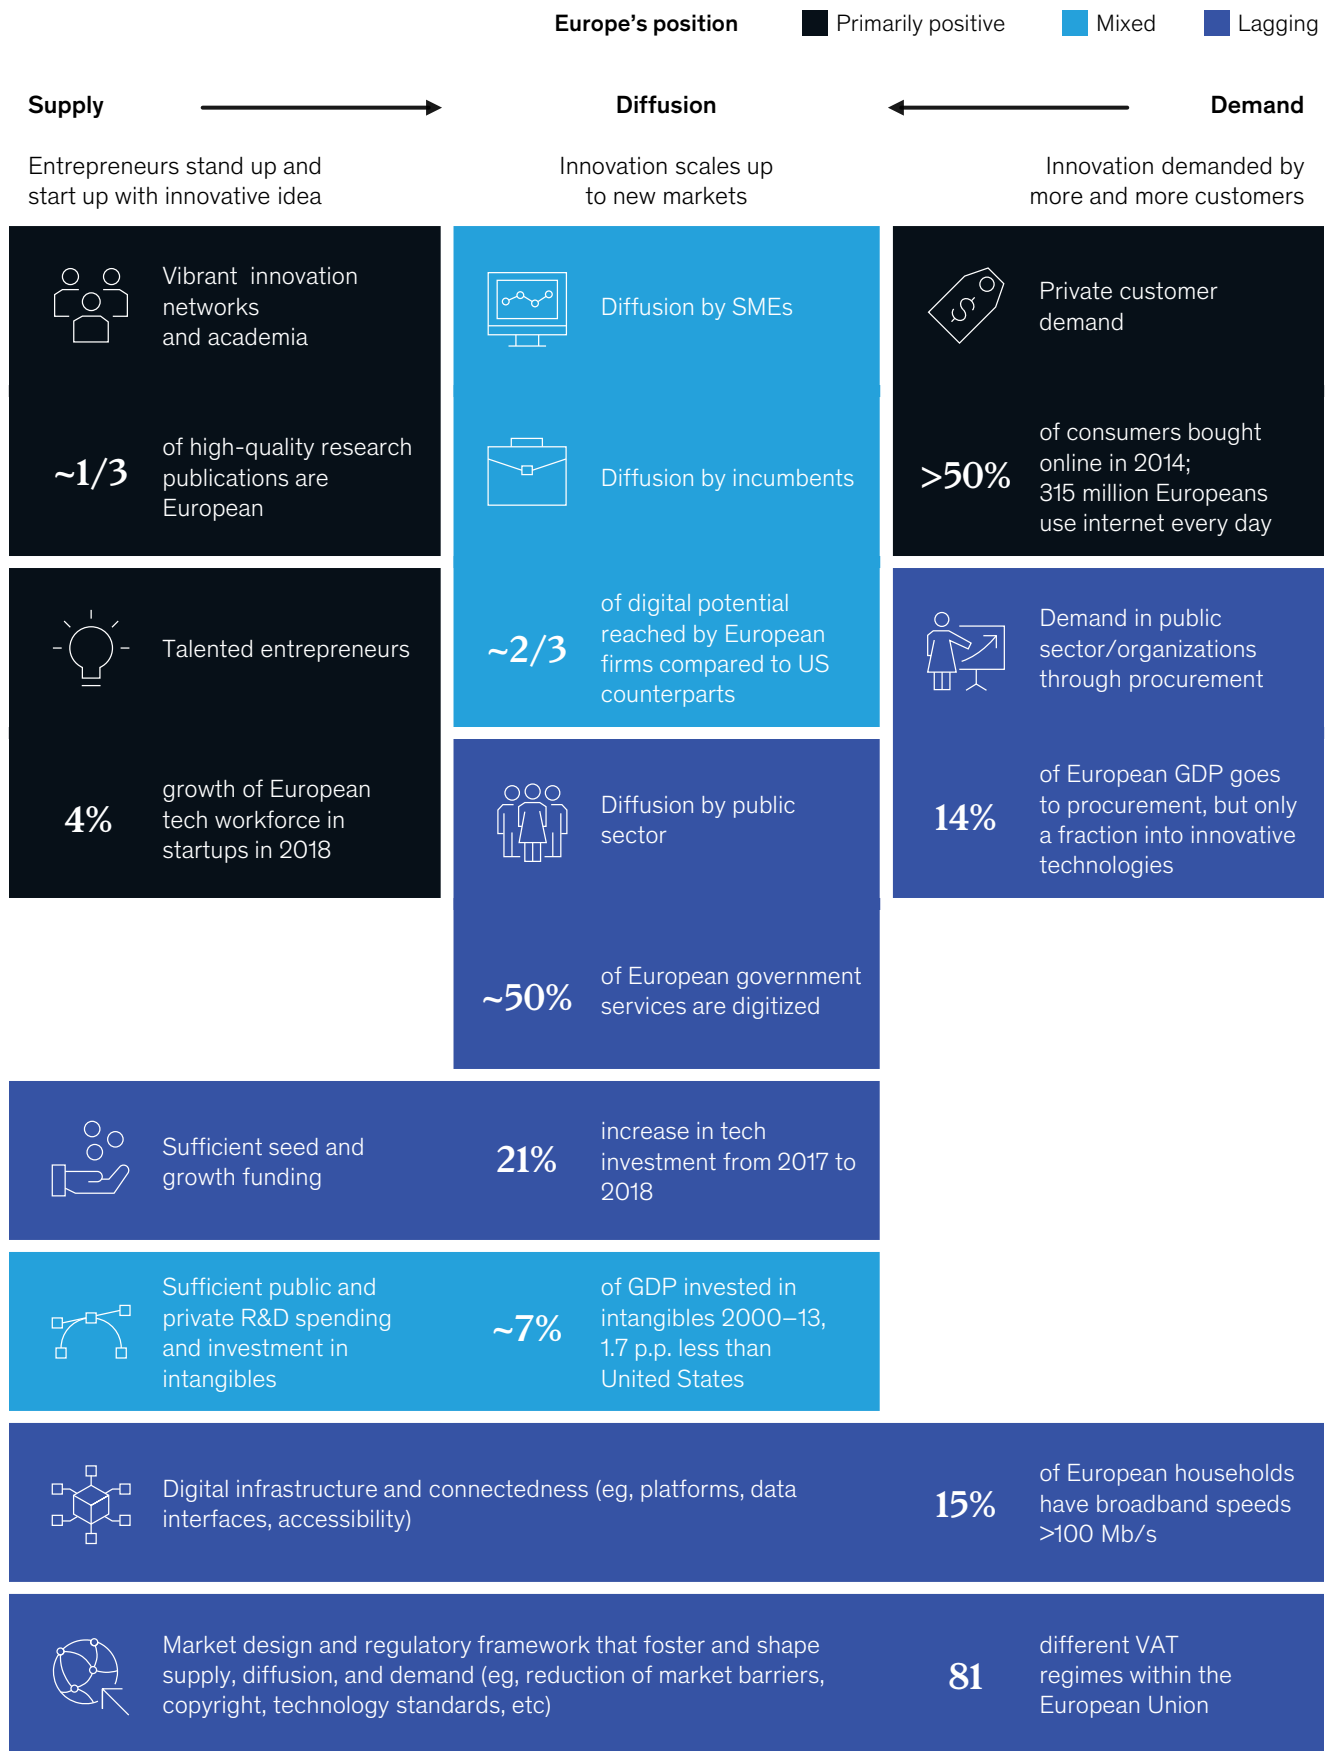 Europe's position
Primarily positive
Mixed
Lagging
Supply
Diffusion
Demand
Entrepreneurs stand up and
start up with innovative idea
Innovation scales up
to new markets
Innovation demanded by
more and more customers
Vibrant innovation
networks
and academia
~1/3
of high-quality research
publications are
European
Talented entrepreneurs
4%
growth of European
tech workforce in
startups in 2018
Diffusion by SMEs
Diffusion by incumbents
~2/3
of digital potential
reached by European
firms compared to US
counterparts
Diffusion by public
sector
~50%
of European government
services are digitized
Private customer
demand
>50%
of consumers bought
online in 2014;
315 million Europeans
use internet every day
Demand in public
sector/organizations
through procurement
14%
of European GDP goes
to procurement, but only
a fraction into innovative
technologies
Sufficient seed and
growth funding
21%
increase in tech
investment from 2017 to
2018
Sufficient public and
private R&D spending
and investment in
intangibles
~7%
of GDP invested in
intangibles 2000–13,
1.7 p.p. less than
United States
Digital infrastructure and connectedness (eg, platforms, data
interfaces, accessibility)
15%
of European households
have broadband speeds
>100 Mb/s
Market design and regulatory framework that foster and shape
supply, diffusion, and demand (eg, reduction of market barriers,
copyright, technology standards, etc)
81
different VAT
regimes within the
European Union